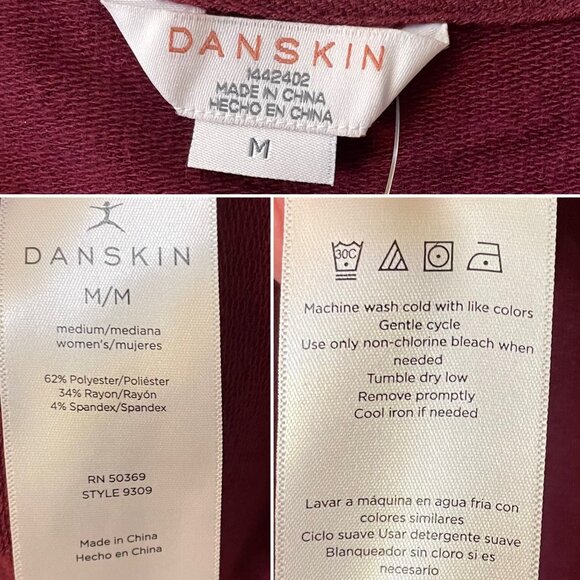 DANSKIN
1442402
MADE IN CHINA
HECHO EN CHINA
M
DANSKIN
M/M
medium/mediana
women's/mujeres
62% Polyester/Poliéster
34% Rayon/Rayón
4% Spandex/Spandex
RN 50369
STYLE 9309
Made in China
Hecho en China
30C
Machine wash cold with like colors
Gentle cycle
Use only non-chlorine bleach when
needed
Tumble dry low
Remove promptly
Cool iron if needed
Lavar a máquina en agua fria con
colores similares
Ciclo suave Usar detergente suave
Blanqueador sin cloro si es
necesario